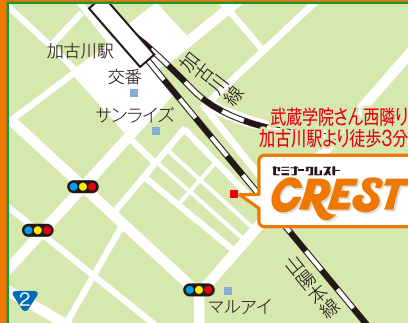 加古川駅
加古川線
交番
サンライズ
武蔵学院さん西隣り
加古川駅より徒歩3分
セミナークレスト
CREST
2
山陽本線
マルアイ